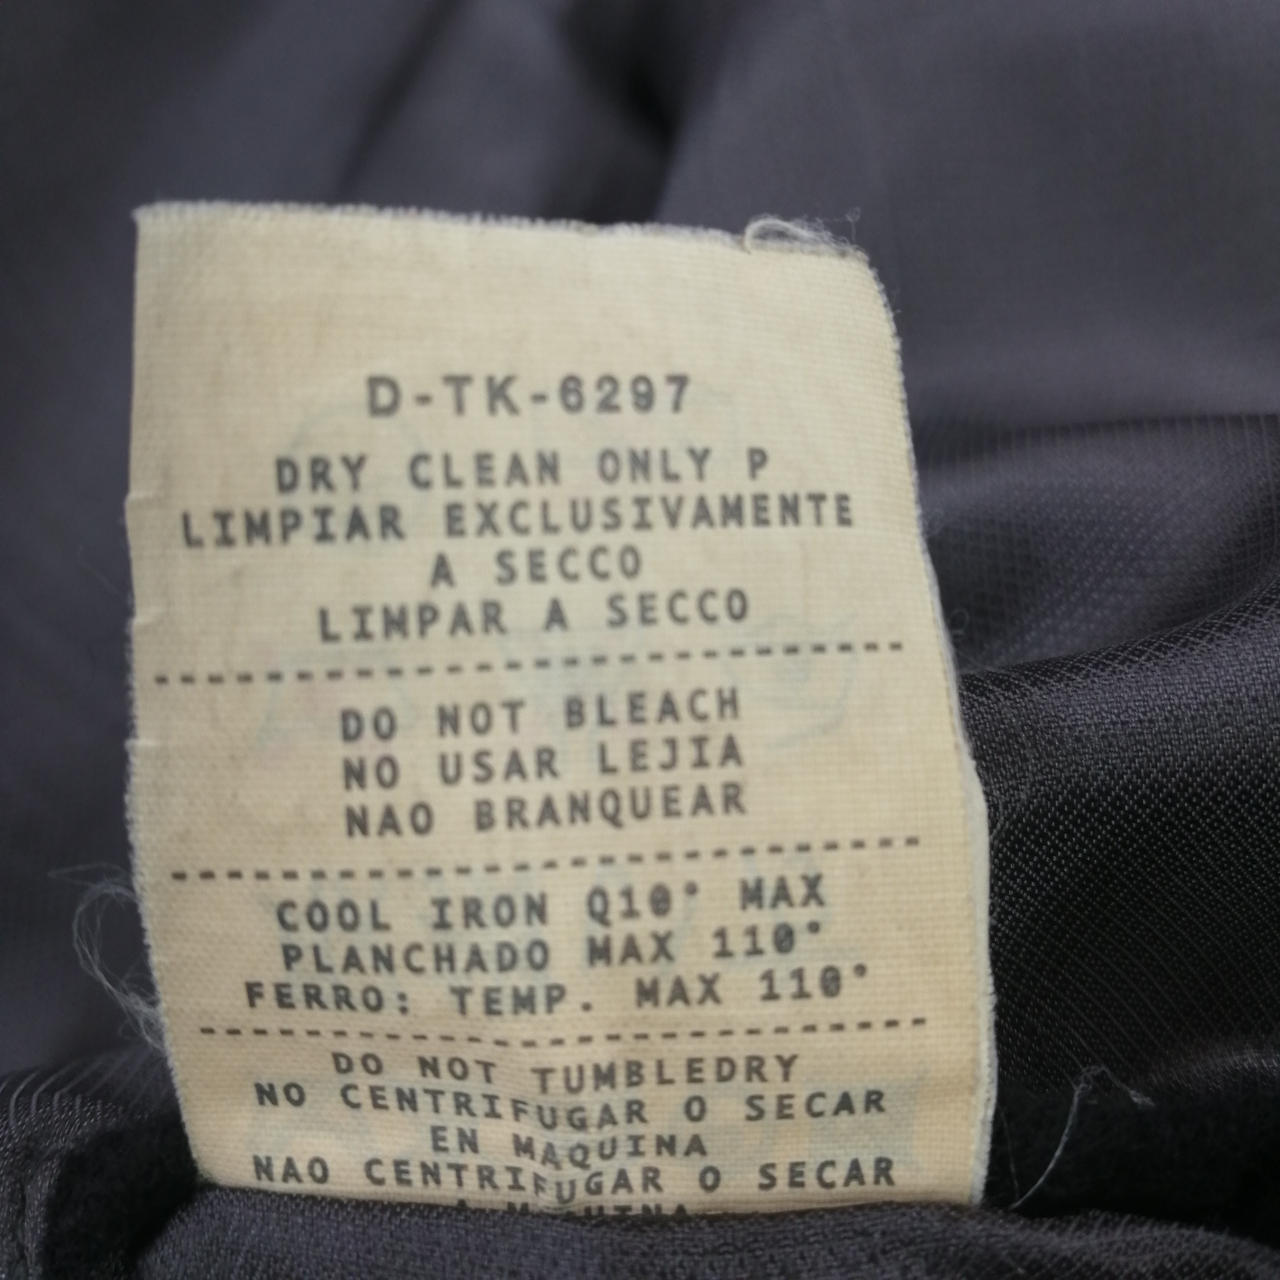 D-TK-6297
DRY CLEAN ONLY P
LIMPIAR EXCLUSIVAMENTE
A SECCO
LIMPAR A SECCO
DO NOT BLEACH
NO USAR LEJIA
NAO BRANQUEAR
COOL IRON Q10° MAX
PLANCHADO MAX 110°
FERRO: TEMP. MAX 110°
DO NOT TUMBLEDRY
NO CENTRIFUGAR O SECAR
EN MAQUINA
NAO CENTRIFUGAR O SECAR
A MAQUINA